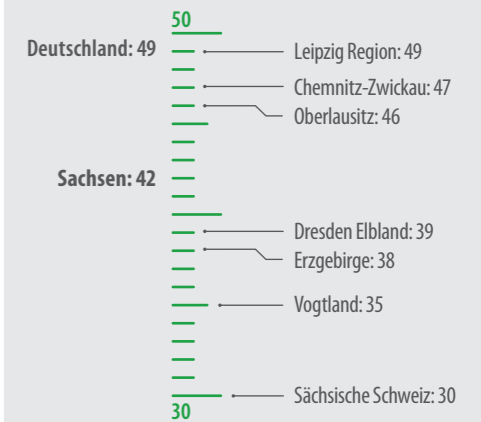 50
Deutschland: 49
Leipzig Region: 49
Chemnitz-Zwickau: 47
Oberlausitz: 46
Sachsen: 42
Dresden Elbland: 39
Erzgebirge: 38
Vogtland: 35
Sächsische Schweiz: 30
30